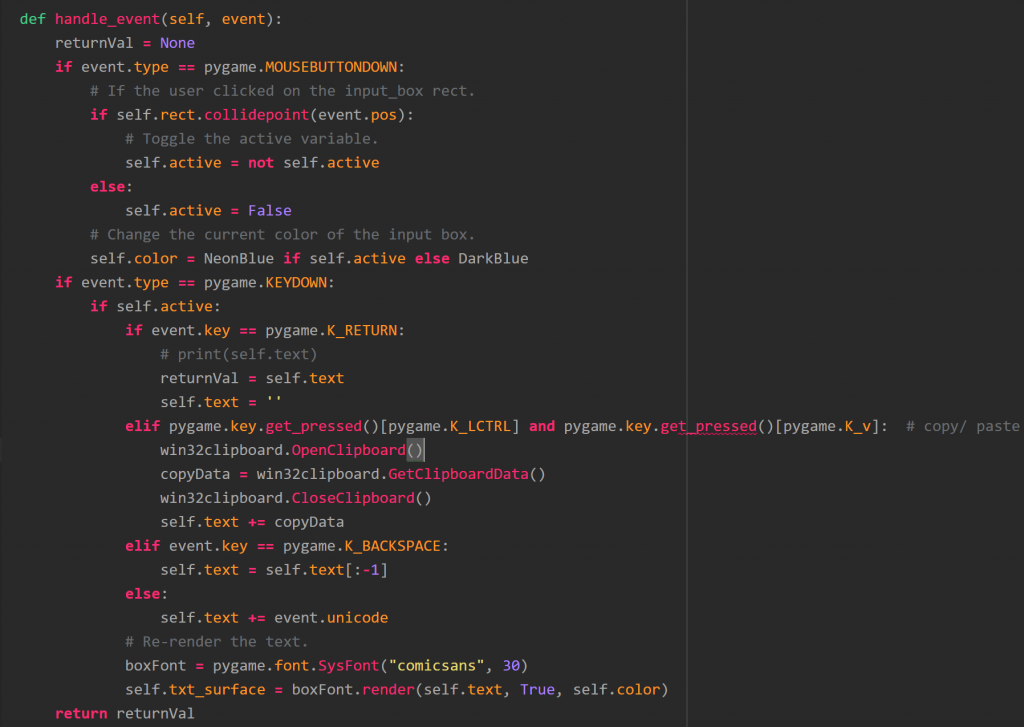 def handle_event(self, event):
    returnVal = None
    if event.type == pygame.MOUSEBUTTONDOWN:
        # If the user clicked on the input_box rect.
        if self.rect.collidepoint(event.pos):
            # Toggle the active variable.
            self.active = not self.active
        else:
            self.active = False
        # Change the current color of the input box.
        self.color = NeonBlue if self.active else DarkBlue
    if event.type == pygame.KEYDOWN:
        if self.active:
            if event.key == pygame.K_RETURN:
                # print(self.text)
                returnVal = self.text
                self.text = ''
            elif pygame.key.get_pressed()[pygame.K_LCTRL] and pygame.key.get_pressed()[pygame.K_v]:  # copy/ paste
                win32clipboard.OpenClipboard()
                copyData = win32clipboard.GetClipboardData()
                win32clipboard.CloseClipboard()
                self.text += copyData
            elif event.key == pygame.K_BACKSPACE:
                self.text = self.text[:-1]
            else:
                self.text += event.unicode
            # Re-render the text.
            boxFont = pygame.font.SysFont("comicsans", 30)
            self.txt_surface = boxFont.render(self.text, True, self.color)
    return returnVal